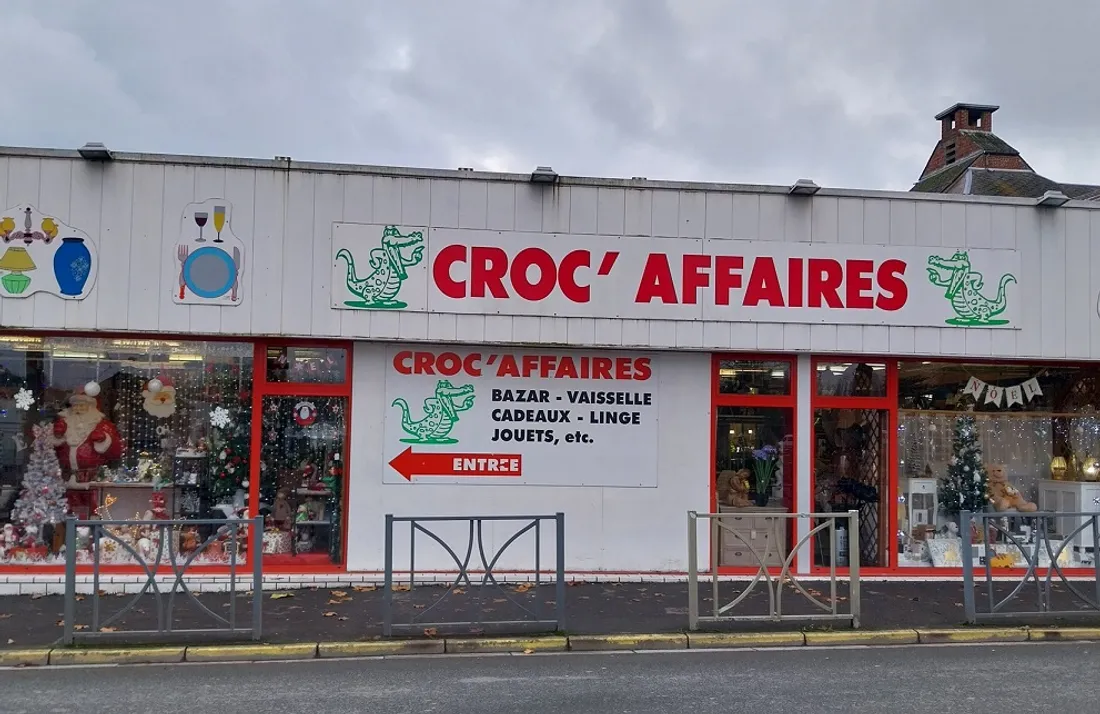 CROC' AFFAIRES
CROC'AFFAIRES
BAZAR - VAISSELLE
CADEAUX - LINGE
JOUETS, etc.
ENTREE
NOEL